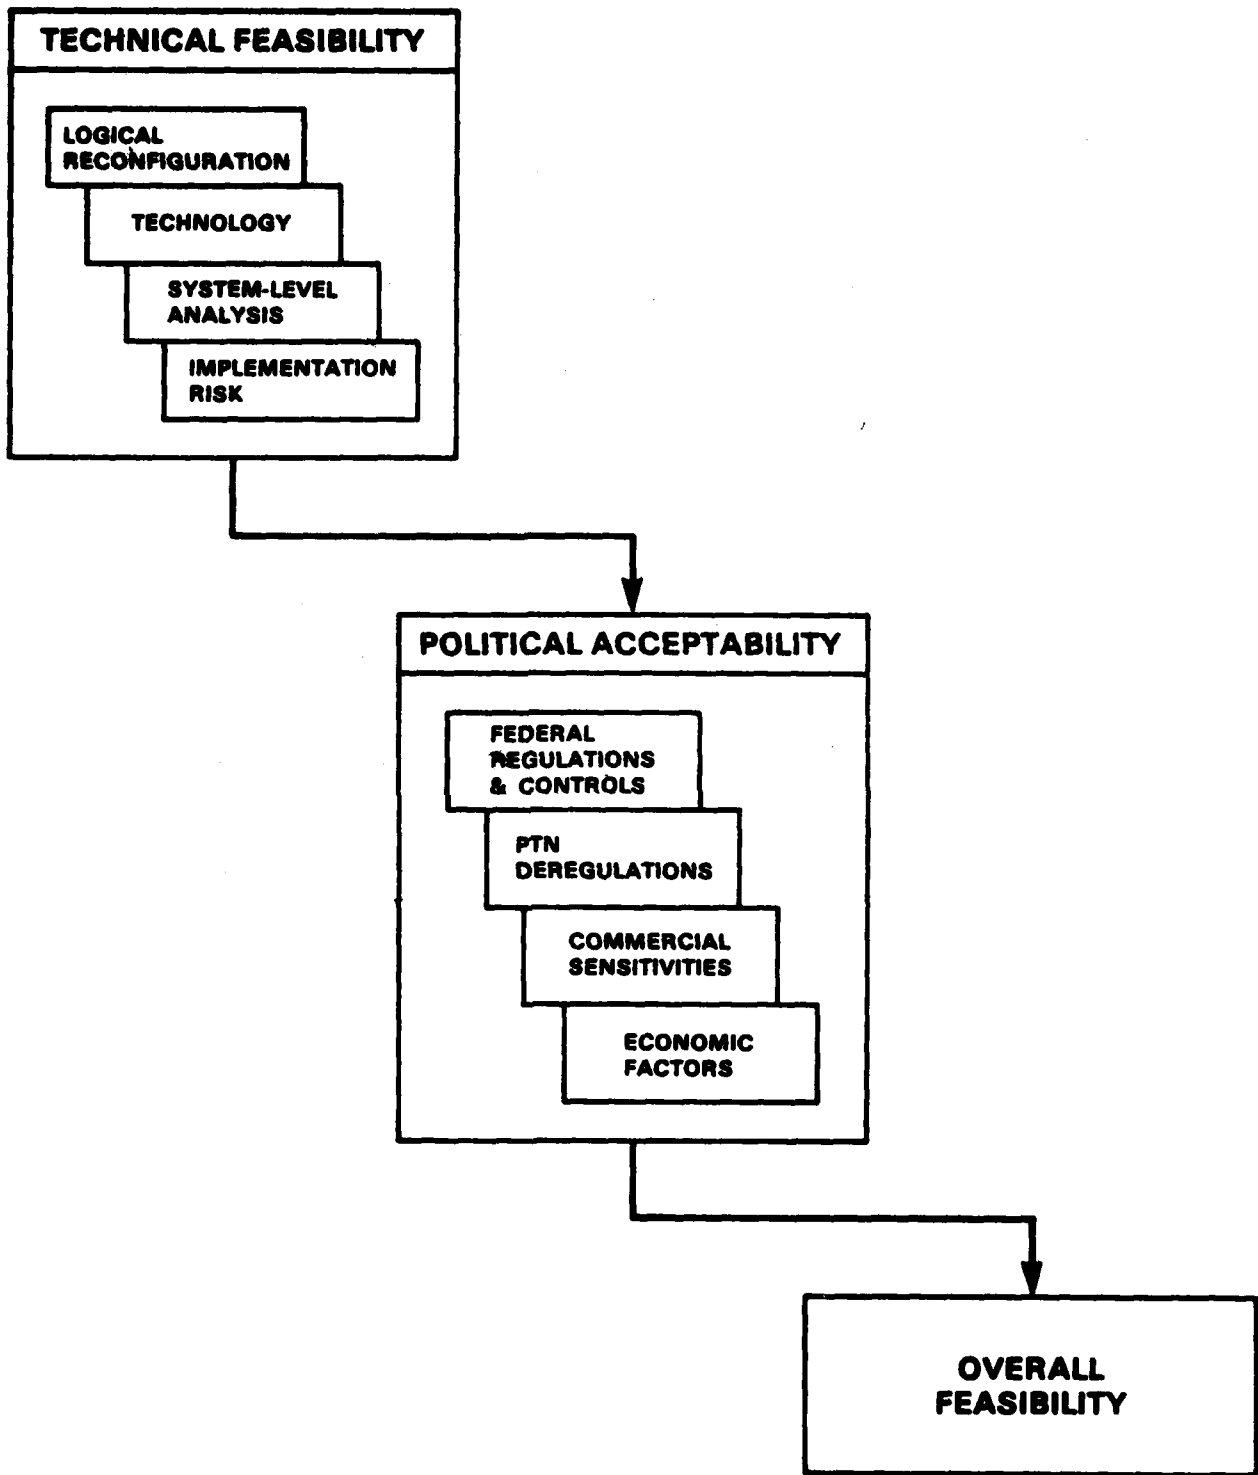 TECHNICAL FEASIBILITY
LOGICAL
RECONFIGURATION
TECHNOLOGY
SYSTEM-LEVEL
ANALYSIS
IMPLEMENTATION
RISK
POLITICAL ACCEPTABILITY
FEDERAL
REGULATIONS
& CONTROLS
PTN
DEREGULATIONS
COMMERCIAL
SENSITIVITIES
ECONOMIC
FACTORS
OVERALL
FEASIBILITY